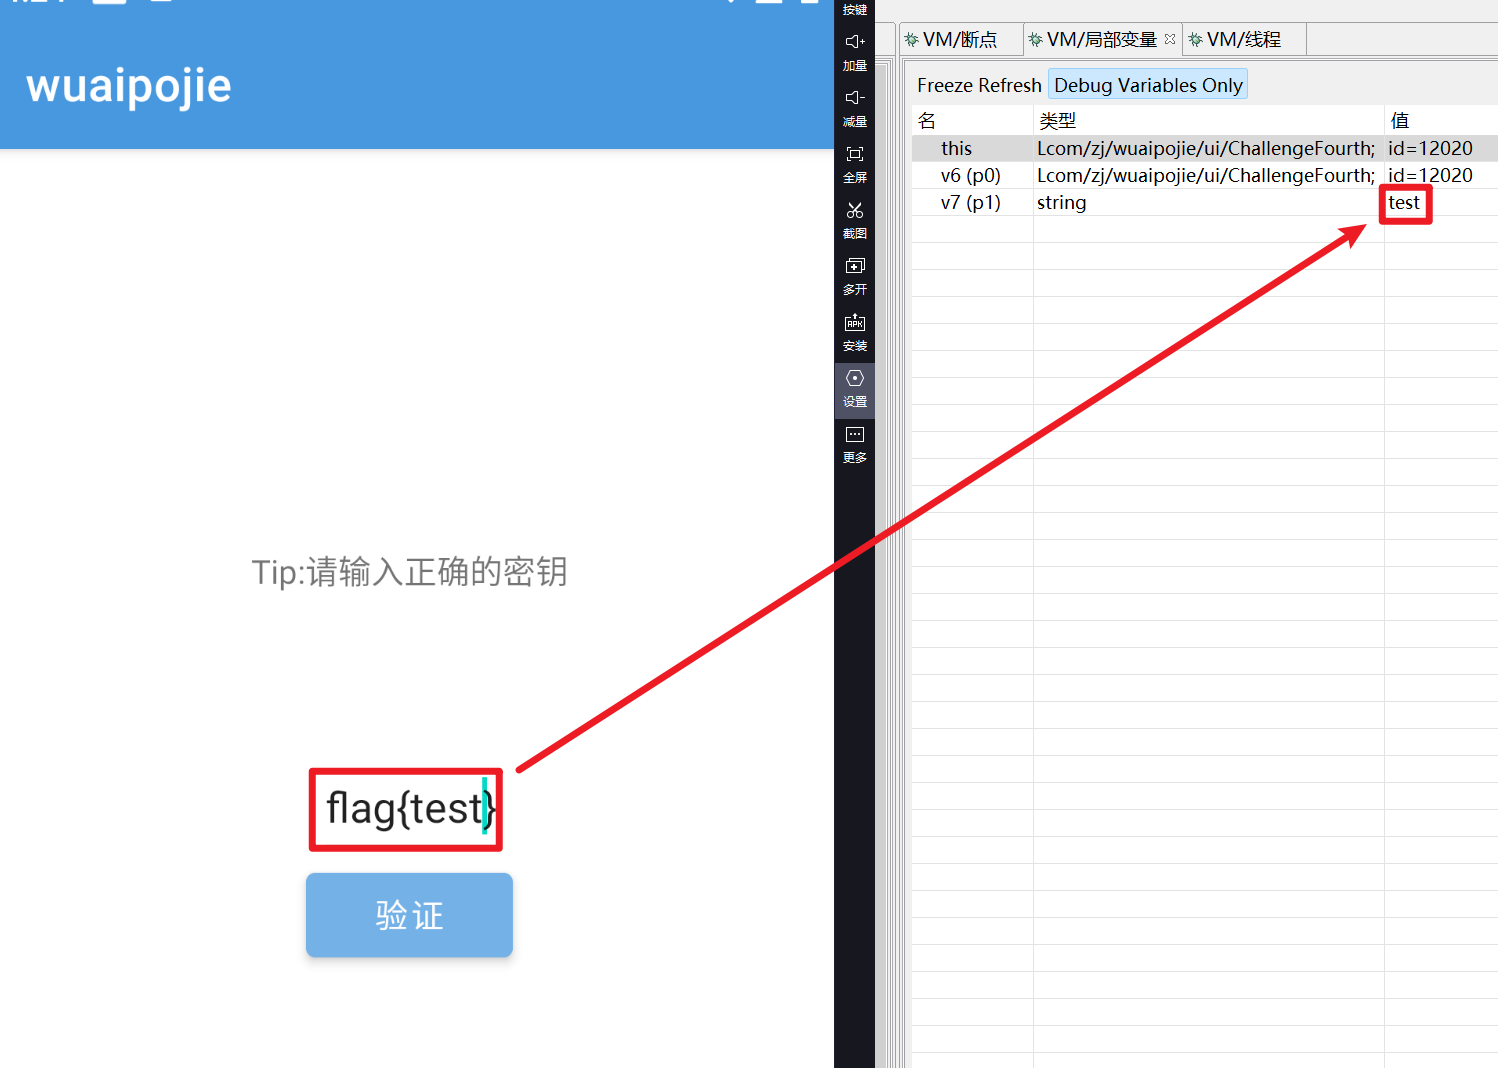 wuaipojie
Tip:请输入正确的密钥
flag{test}
验证
按键
加量
减量
全屏
截图
多开
APK
安装
设置
更多
VM/断点 VM/局部变量 VM/线程
Freeze Refresh Debug Variables Only
名 类型 值
this Lcom/zj/wuaipojie/ui/ChallengeFourth; id=12020
v6 (p0) Lcom/zj/wuaipojie/ui/ChallengeFourth; id=12020
v7 (p1) string test